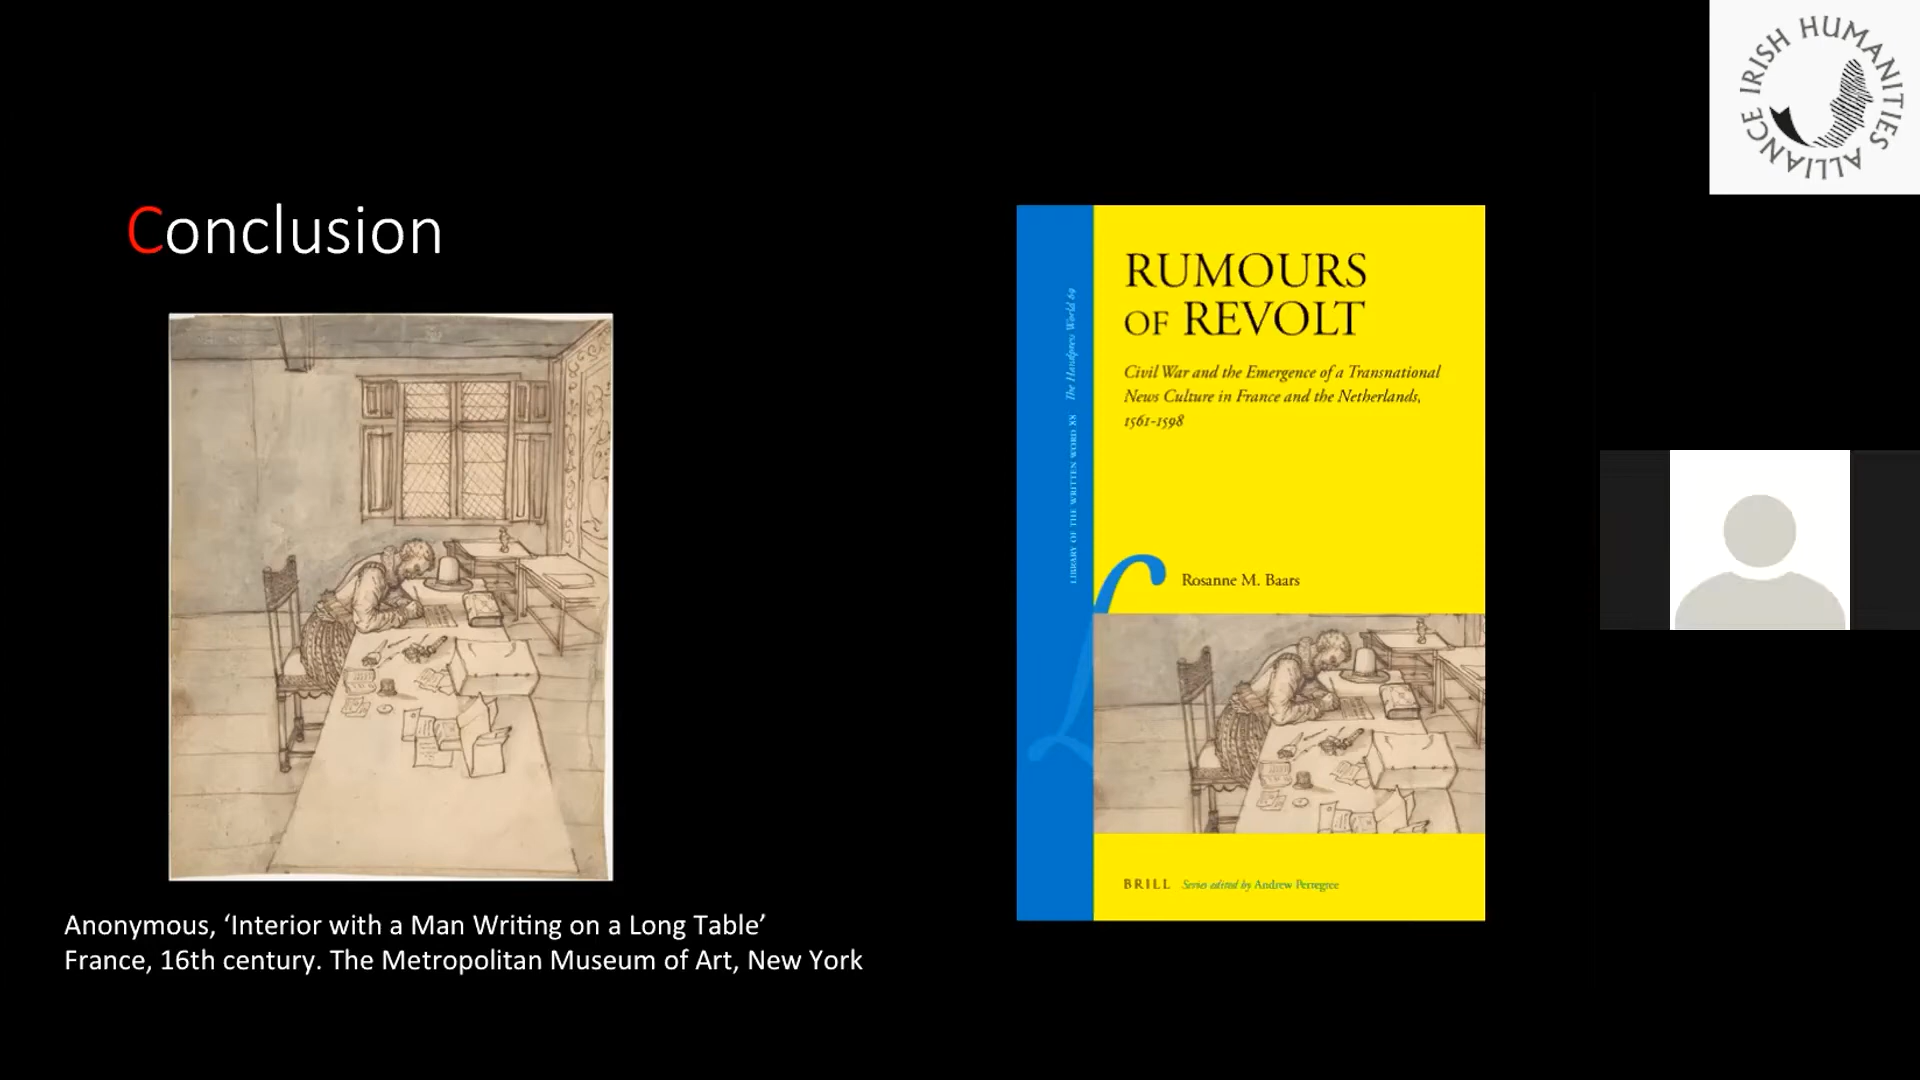 IRISH HUMANITIES ALLIANCE
Conclusion
RUMOURS
OF REVOLT
Civil War and the Emergence of a Transnational
News Culture in France and the Netherlands,
1561-1598
LIBRARY OF THE WRITTEN WORD 88 The Handpress World 69
Rosanne M. Baars
BRILL Series edited by Andrew Pettegree
Anonymous, ‘Interior with a Man Writing on a Long Table’
France, 16th century. The Metropolitan Museum of Art, New York